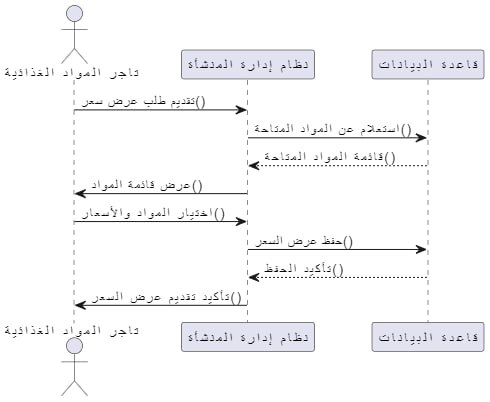 تاجر المواد الغذائية
نظام إدارة المنشأة
قاعدة البيانات
تقديم طلب عرض سعر()
استعلام عن المواد المتاحة()
قائمة المواد المتاحة()
عرض قائمة المواد()
اختيار المواد والأسعار()
حفظ عرض السعر()
تأكيد الحفظ()
تأكيد تقديم عرض السعر()
تاجر المواد الغذائية
نظام إدارة المنشأة
قاعدة البيانات